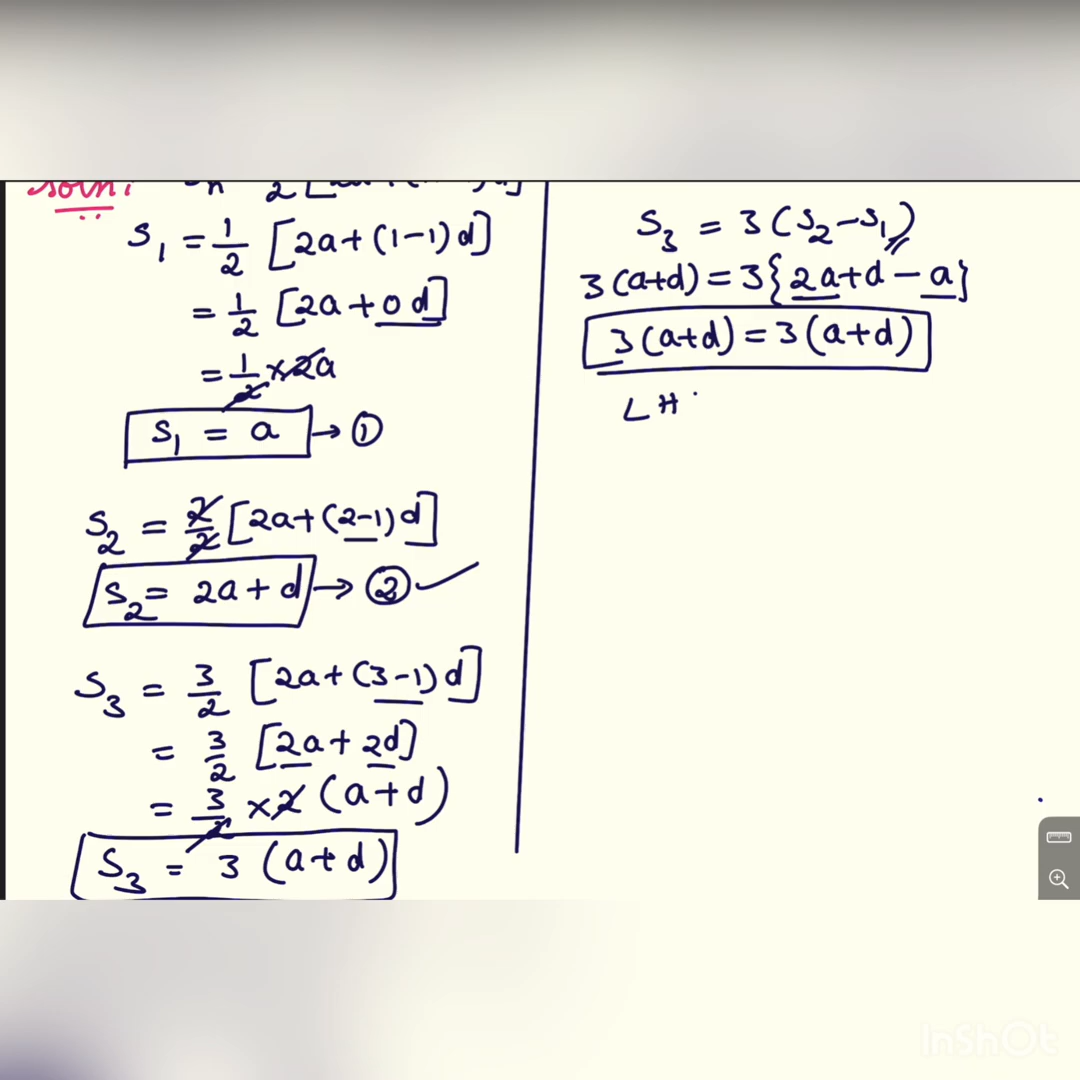 Soln:
S₁ = 1/2 [2a+(1-1)d]
= 1/2 [2a+0d]
= 1/2 × 2a
S₁ = a → ①
S₂ = 2/2 [2a+(2-1)d]
S₂ = 2a+d → ②
S₃ = 3/2 [2a+(3-1)d]
= 3/2 [2a+2d]
= 3/2 × 2 (a+d)
S₃ = 3 (a+d)
S₃ = 3(S₂-S₁)
3(a+d) = 3{2a+d-a}
3(a+d) = 3(a+d)
LH
InShOt